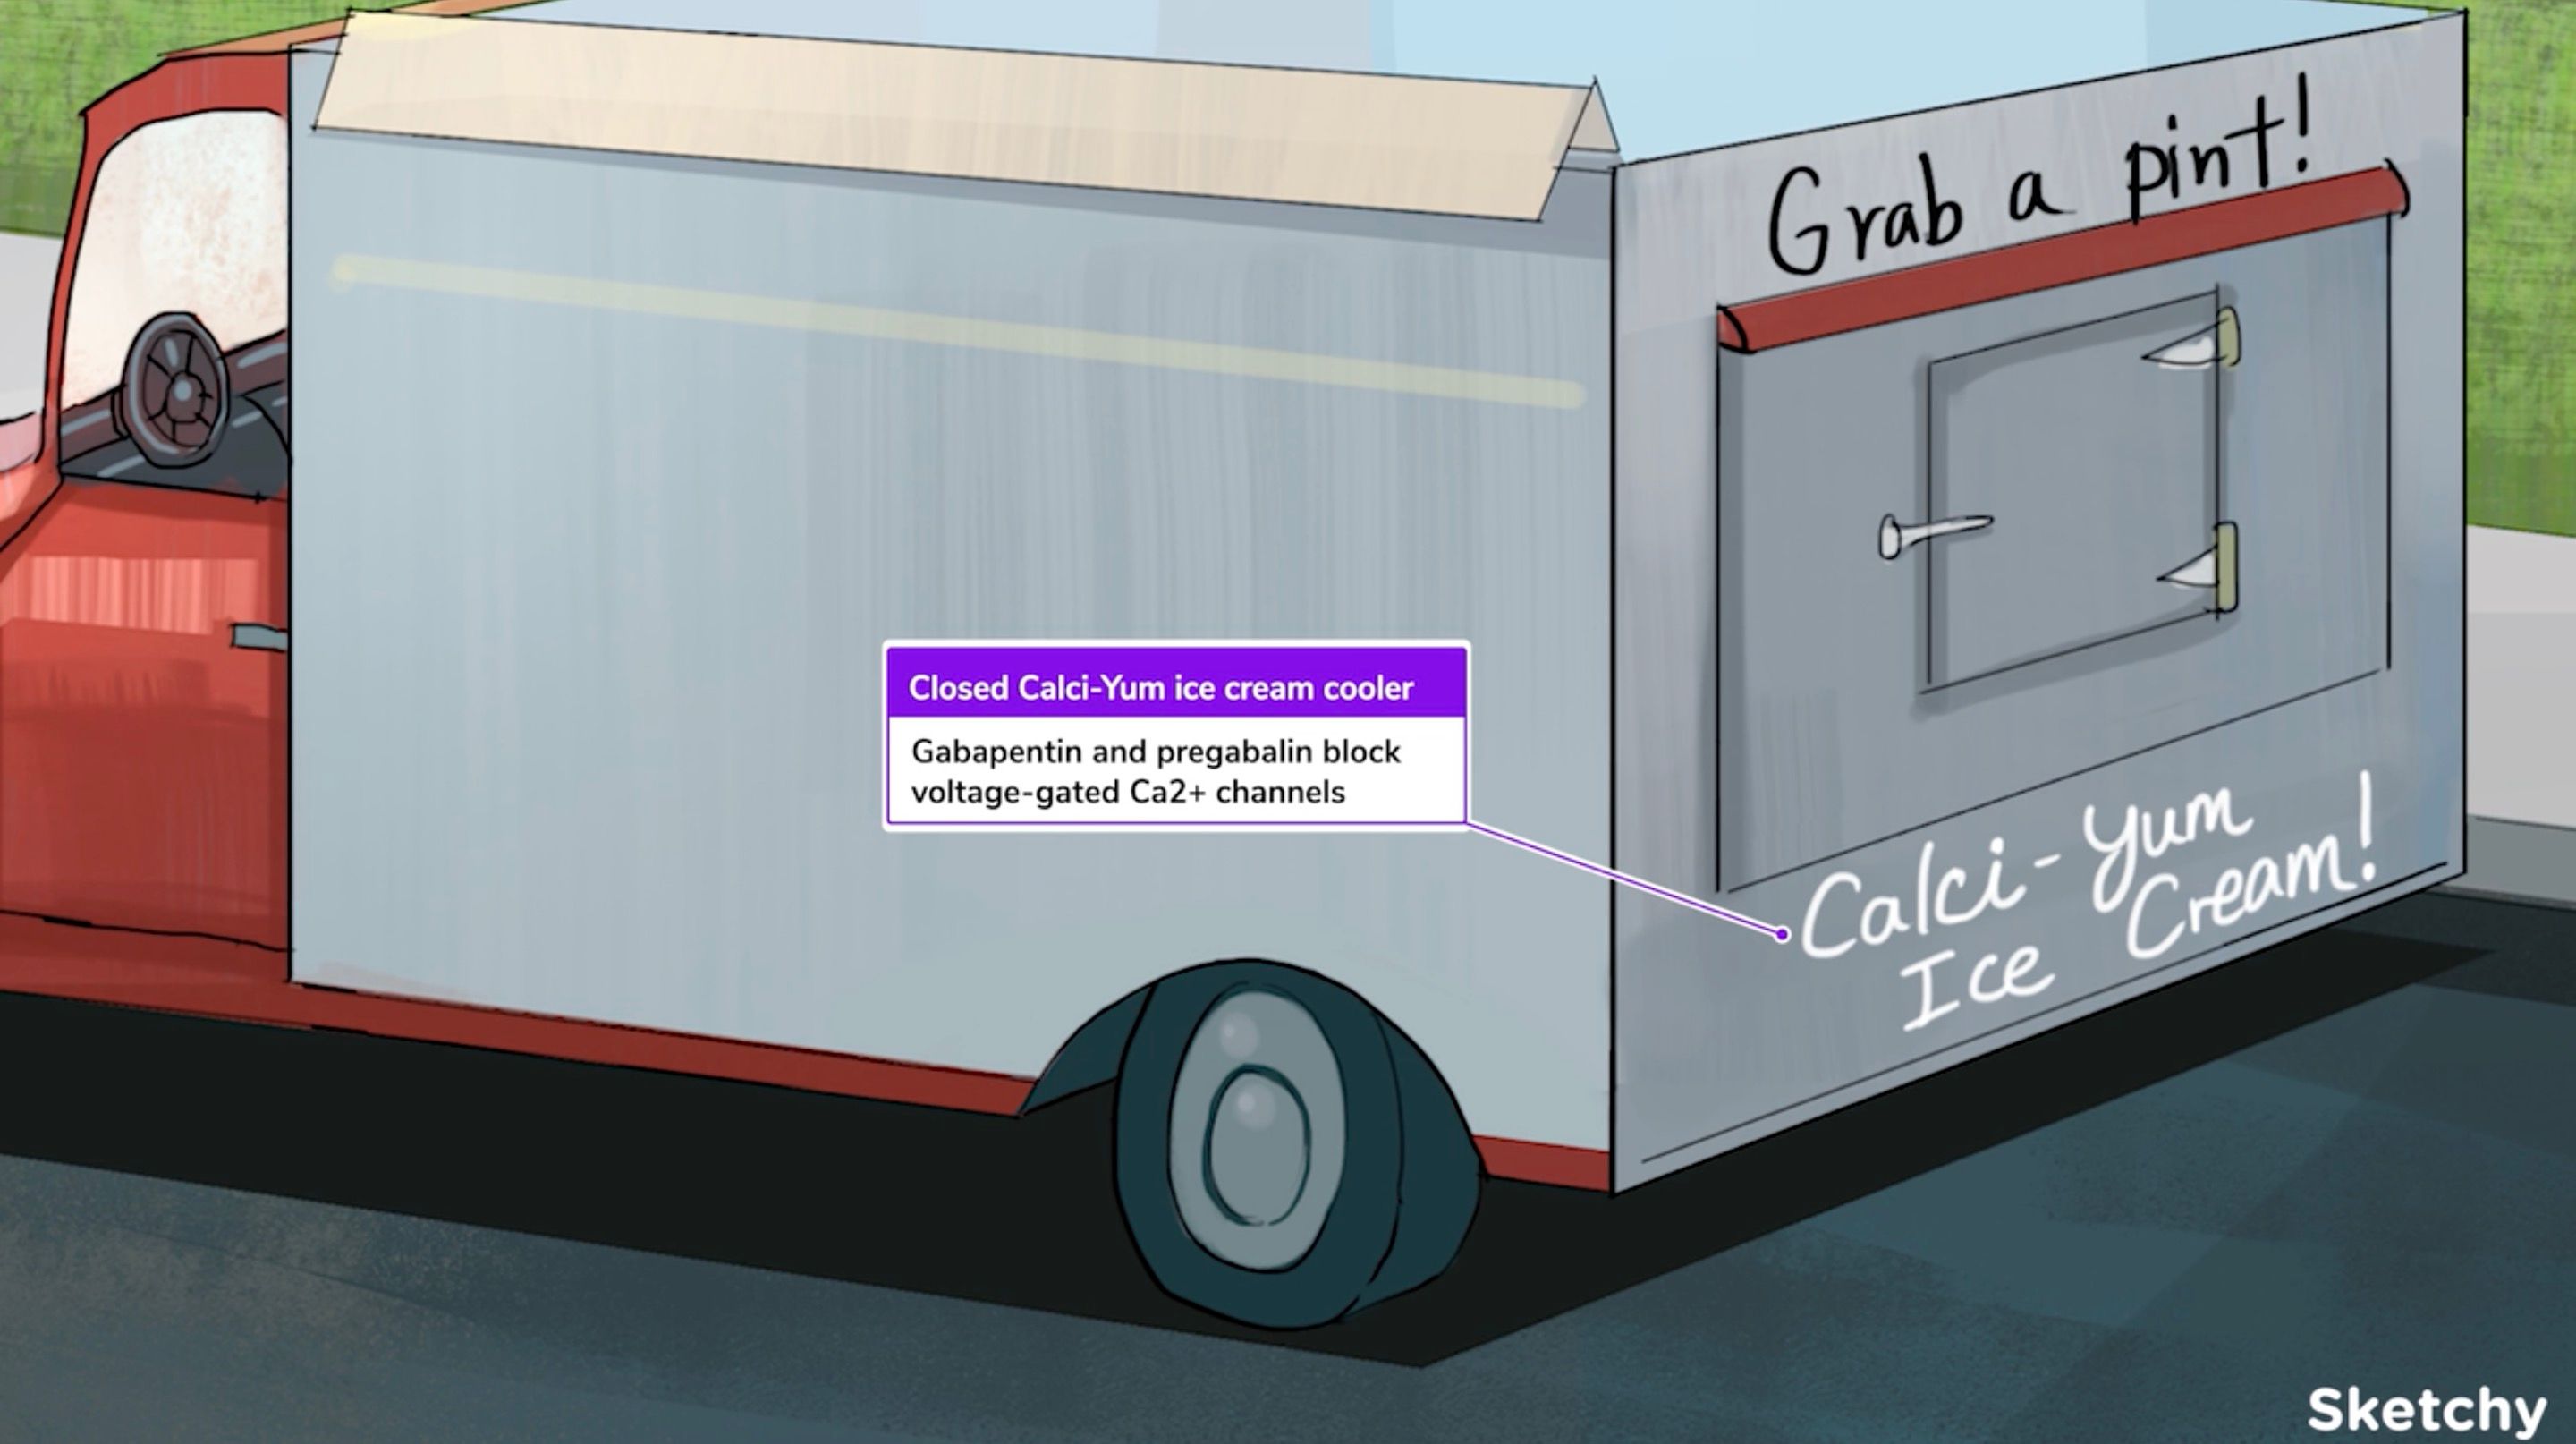 Grab a pint!
Closed Calci-Yum ice cream cooler
Gabapentin and pregabalin block
voltage-gated Ca2+ channels
Calci-Yum
Ice Cream!
Sketchy